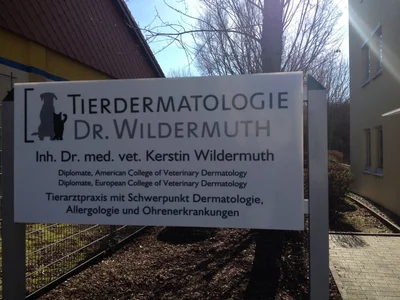 TIERDERMATOLOGIE
DR. WILDERMUTH
Inh. Dr. med. vet. Kerstin Wildermuth
Diplomate, American College of Veterinary Dermatology
Diplomate, European College of Veterinary Dermatology
Tierarztpraxis mit Schwerpunkt Dermatologie,
Allergologie und Ohrenerkrankungen